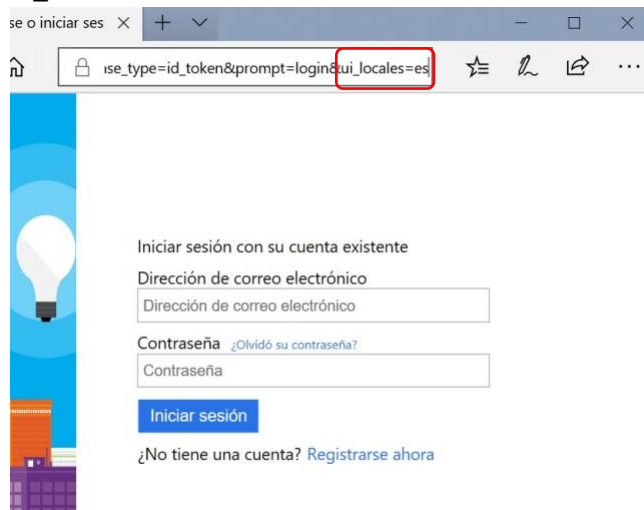 se o iniciar ses
se_type=id_token&prompt=login&ui_locales=es
Iniciar sesión con su cuenta existente
Dirección de correo electrónico
Dirección de correo electrónico
Contraseña ¿Olvidó su contraseña?
Contraseña
Iniciar sesión
¿No tiene una cuenta? Registrarse ahora